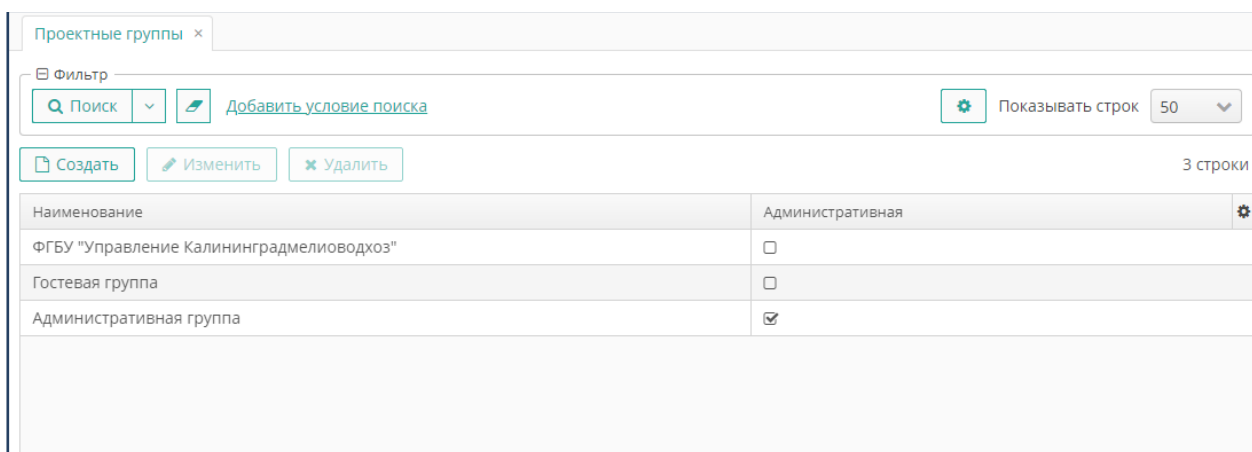 Проектные группы ×
Фильтр
Поиск Добавить условие поиска Показывать строк 50
Создать Изменить Удалить 3 строки
Наименование Административная
ФГБУ "Управление Калининградмелиоводхоз"
Гостевая группа
Административная группа